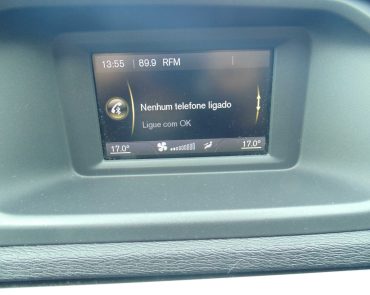 13:55 89.9 RFM
Nenhum telefone ligado
Ligue com OK
17.0° 17.0°